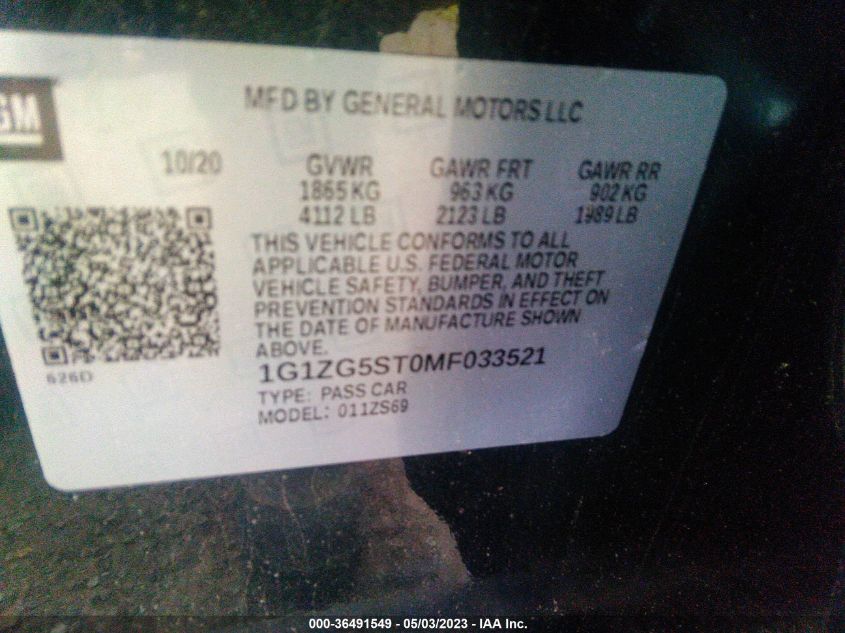 GM
MFD BY GENERAL MOTORS LLC
10/20 GVWR GAWR FRT GAWR RR
1865 KG 963 KG 902 KG
4112 LB 2123 LB 1989 LB
THIS VEHICLE CONFORMS TO ALL
APPLICABLE U.S. FEDERAL MOTOR
VEHICLE SAFETY, BUMPER, AND THEFT
PREVENTION STANDARDS IN EFFECT ON
THE DATE OF MANUFACTURE SHOWN
ABOVE.
626D
1G1ZG5ST0MF033521
TYPE: PASS CAR
MODEL: 011ZS69
000-36491549 - 05/03/2023 - IAA Inc.